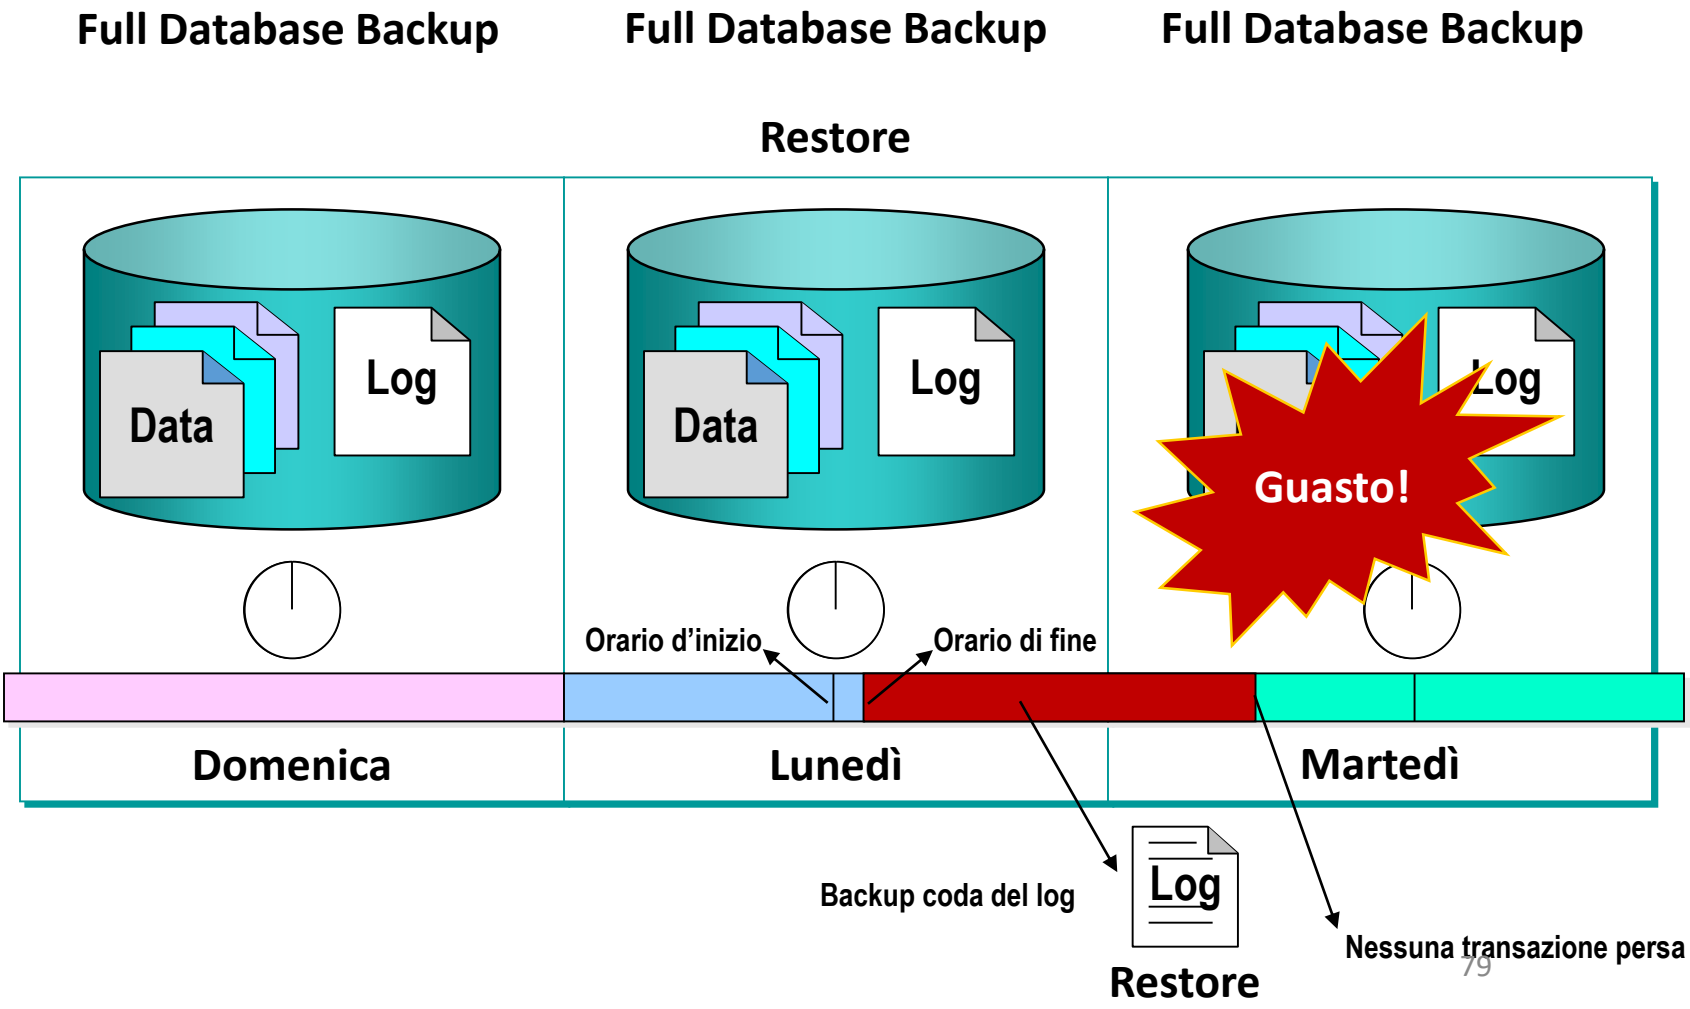 Full Database Backup
Full Database Backup
Full Database Backup
Restore
Data
Log
Data
Log
Log
Guasto!
Orario d’inizio
Orario di fine
Domenica
Lunedì
Martedì
Backup coda del log
Log
Restore
Nessuna transazione persa
79